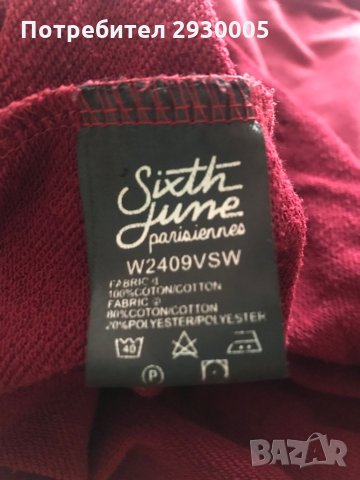 Потребител 2930005
Sixth
June
parisiennes
W2409VSW
FABRIC ①
100%COTON/COTTON
FABRIC ②
80%COTON/COTTON
20%POLYESTER/POLYESTER
40
P
BAZAR